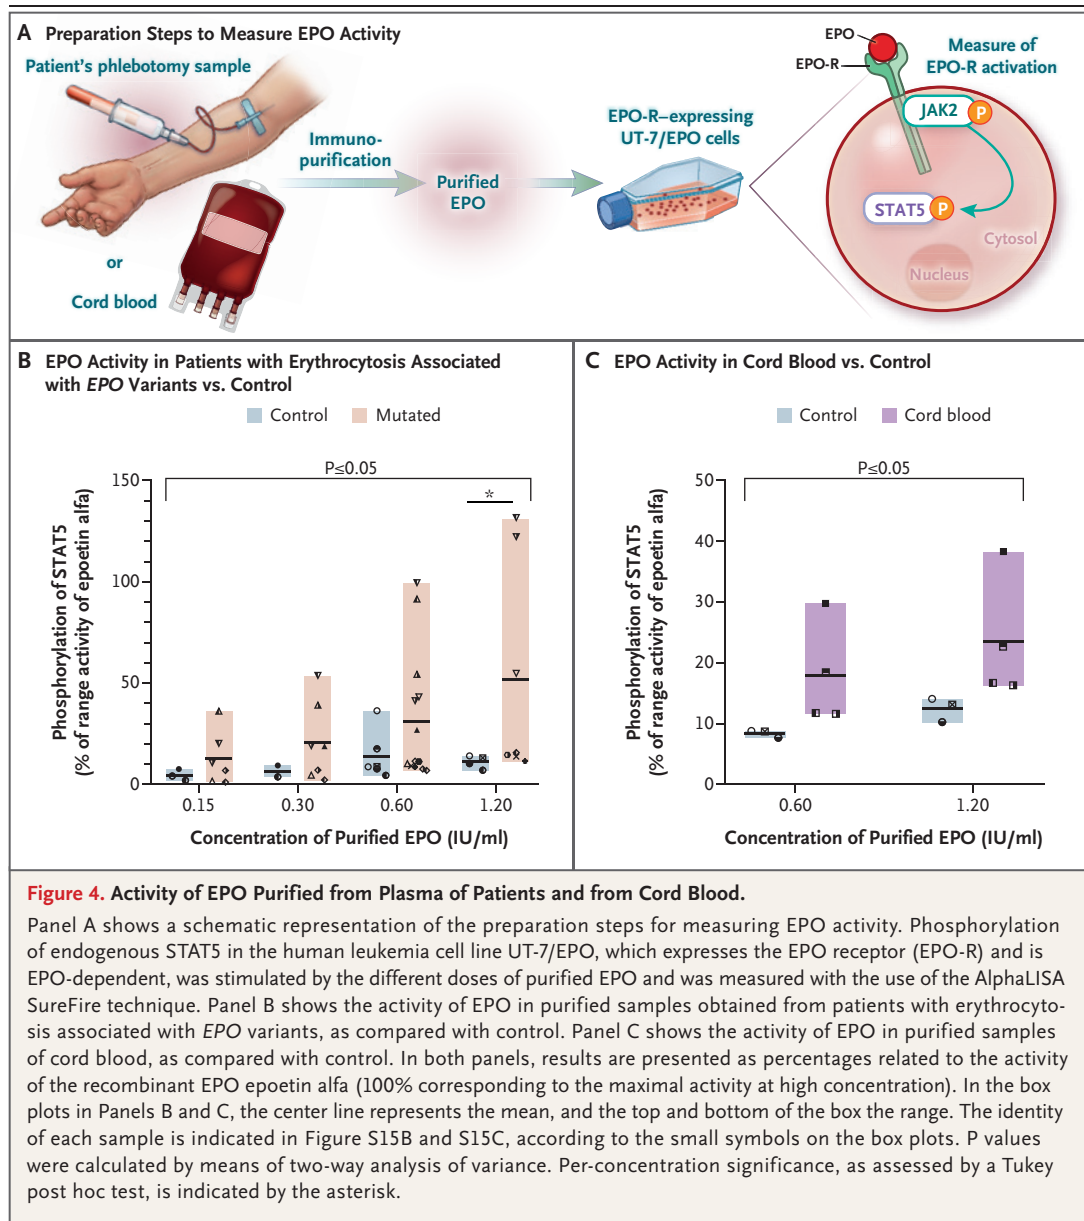 A Preparation Steps to Measure EPO Activity
Patient's phlebotomy sample
or
Cord blood
Immuno-
purification
Purified
EPO
EPO-R–expressing
UT-7/EPO cells
EPO
EPO-R
Measure of
EPO-R activation
JAK2
P
STAT5
P
Cytosol
Nucleus
B EPO Activity in Patients with Erythrocytosis Associated
with EPO Variants vs. Control
Control Mutated
P≤0.05
*
Phosphorylation of STAT5
(% of range activity of epoetin alfa)
150
100
50
0
0.15 0.30 0.60 1.20
Concentration of Purified EPO (IU/ml)
C EPO Activity in Cord Blood vs. Control
Control Cord blood
P≤0.05
Phosphorylation of STAT5
(% of range activity of epoetin alfa)
50
40
30
20
10
0
0.60 1.20
Concentration of Purified EPO (IU/ml)
Figure 4. Activity of EPO Purified from Plasma of Patients and from Cord Blood.
Panel A shows a schematic representation of the preparation steps for measuring EPO activity. Phosphorylation
of endogenous STAT5 in the human leukemia cell line UT-7/EPO, which expresses the EPO receptor (EPO-R) and is
EPO-dependent, was stimulated by the different doses of purified EPO and was measured with the use of the AlphaLISA
SureFire technique. Panel B shows the activity of EPO in purified samples obtained from patients with erythrocyto-
sis associated with EPO variants, as compared with control. Panel C shows the activity of EPO in purified samples
of cord blood, as compared with control. In both panels, results are presented as percentages related to the activity
of the recombinant EPO epoetin alfa (100% corresponding to the maximal activity at high concentration). In the box
plots in Panels B and C, the center line represents the mean, and the top and bottom of the box the range. The identity
of each sample is indicated in Figure S15B and S15C, according to the small symbols on the box plots. P values
were calculated by means of two-way analysis of variance. Per-concentration significance, as assessed by a Tukey
post hoc test, is indicated by the asterisk.